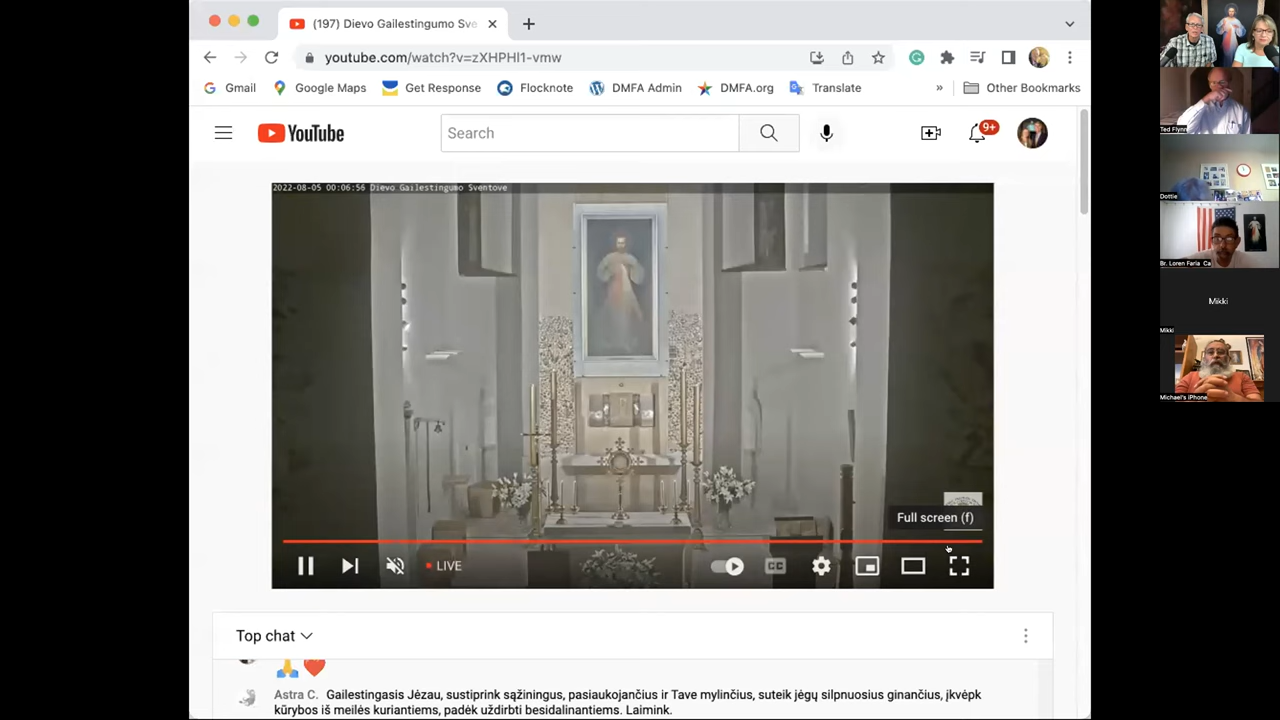 (197) Dievo Gailestingumo Sve
youtube.com/watch?v=zXHPHl1-vmw
Gmail
Google Maps
Get Response
Flocknote
DMFA Admin
DMFA.org
Translate
»
Other Bookmarks
YouTube
Search
9+
2022-08-05 00:06:56 Dievo Gailestingumo Sventove
Full screen (f)
LIVE
CC
Top chat
Astra C. Gailestingasis Jėzau, sustiprink sąžiningus, pasiaukojančius ir Tave mylinčius, suteik jėgų silpnuosius ginančius, įkvėpk
kūrybos iš meilės kuriantiems, padėk uždirbti besidalinantiems. Laimink.
Ted Flynn
Dottie
Br. Loren Faria Ca
Mikki
Mikki
Michael's iPhone